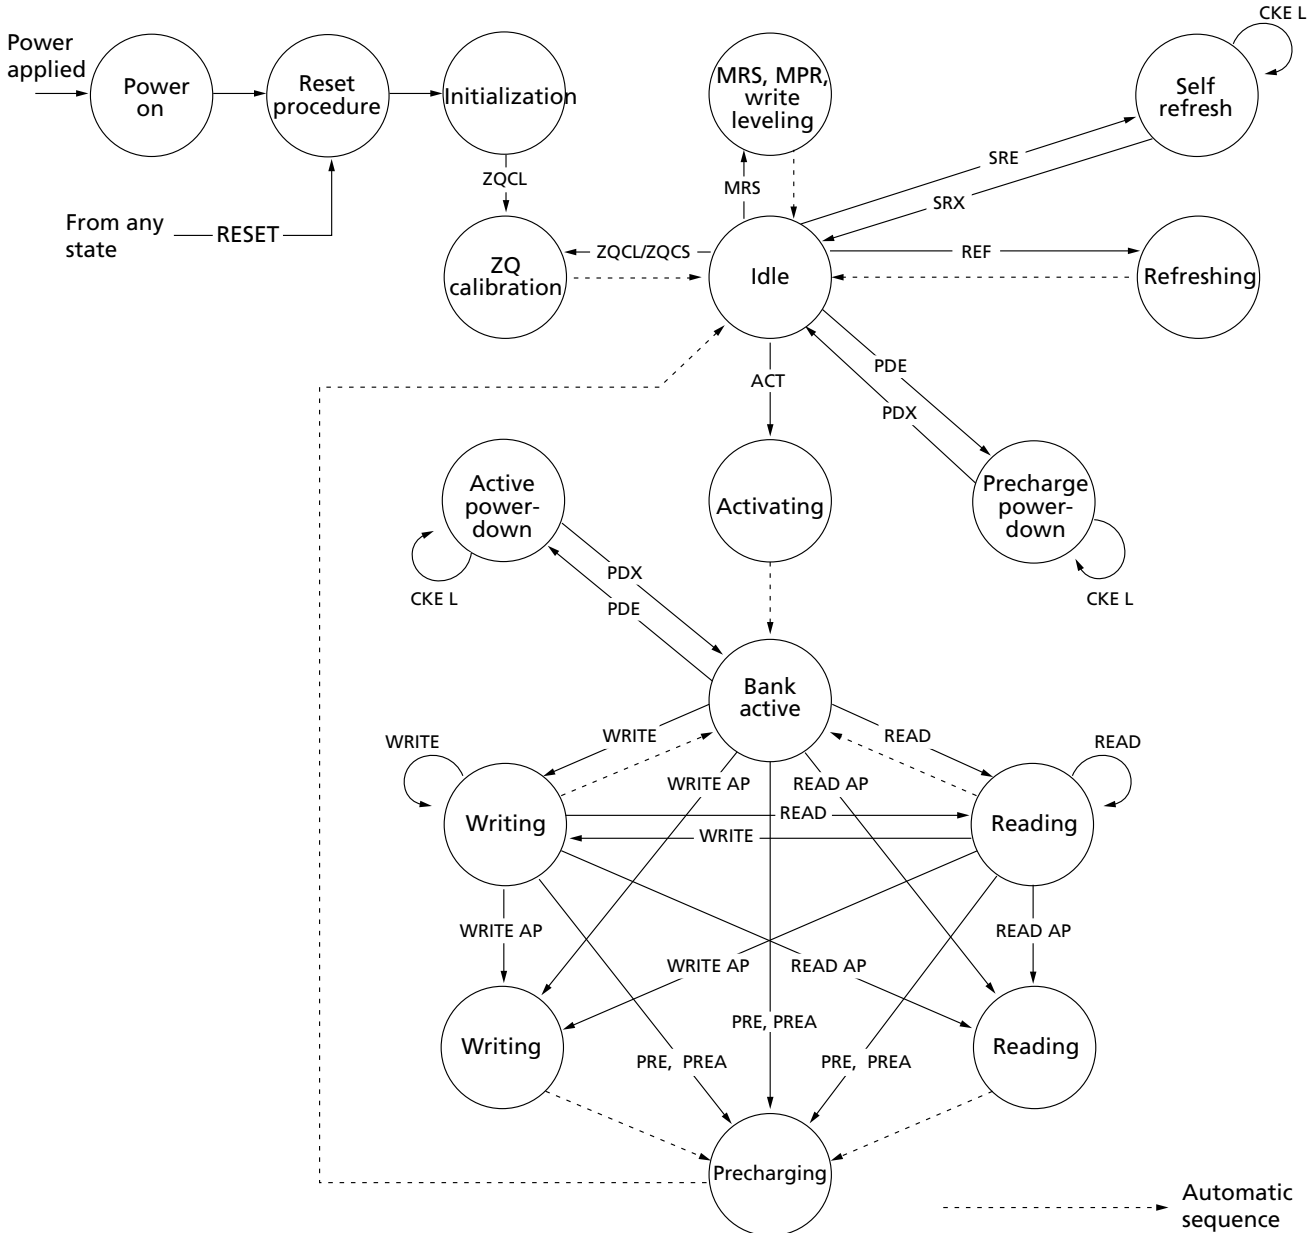 CKE L
Power
applied
Power
on
Reset
procedure
Initialization
MRS, MPR,
write
leveling
Self
refresh
ZQCL
MRS
SRE
SRX
From any
state
RESET
ZQ
calibration
ZQCL/ZQCS
Idle
REF
Refreshing
ACT
PDE
PDX
Active
power-
down
Activating
Precharge
power-
down
CKE L
PDX
PDE
CKE L
Bank
active
WRITE
WRITE
READ
READ
WRITE AP
READ AP
Writing
READ
WRITE
Reading
WRITE AP
READ AP
WRITE AP
READ AP
Writing
PRE, PREA
Reading
PRE, PREA
PRE, PREA
Precharging
Automatic
sequence